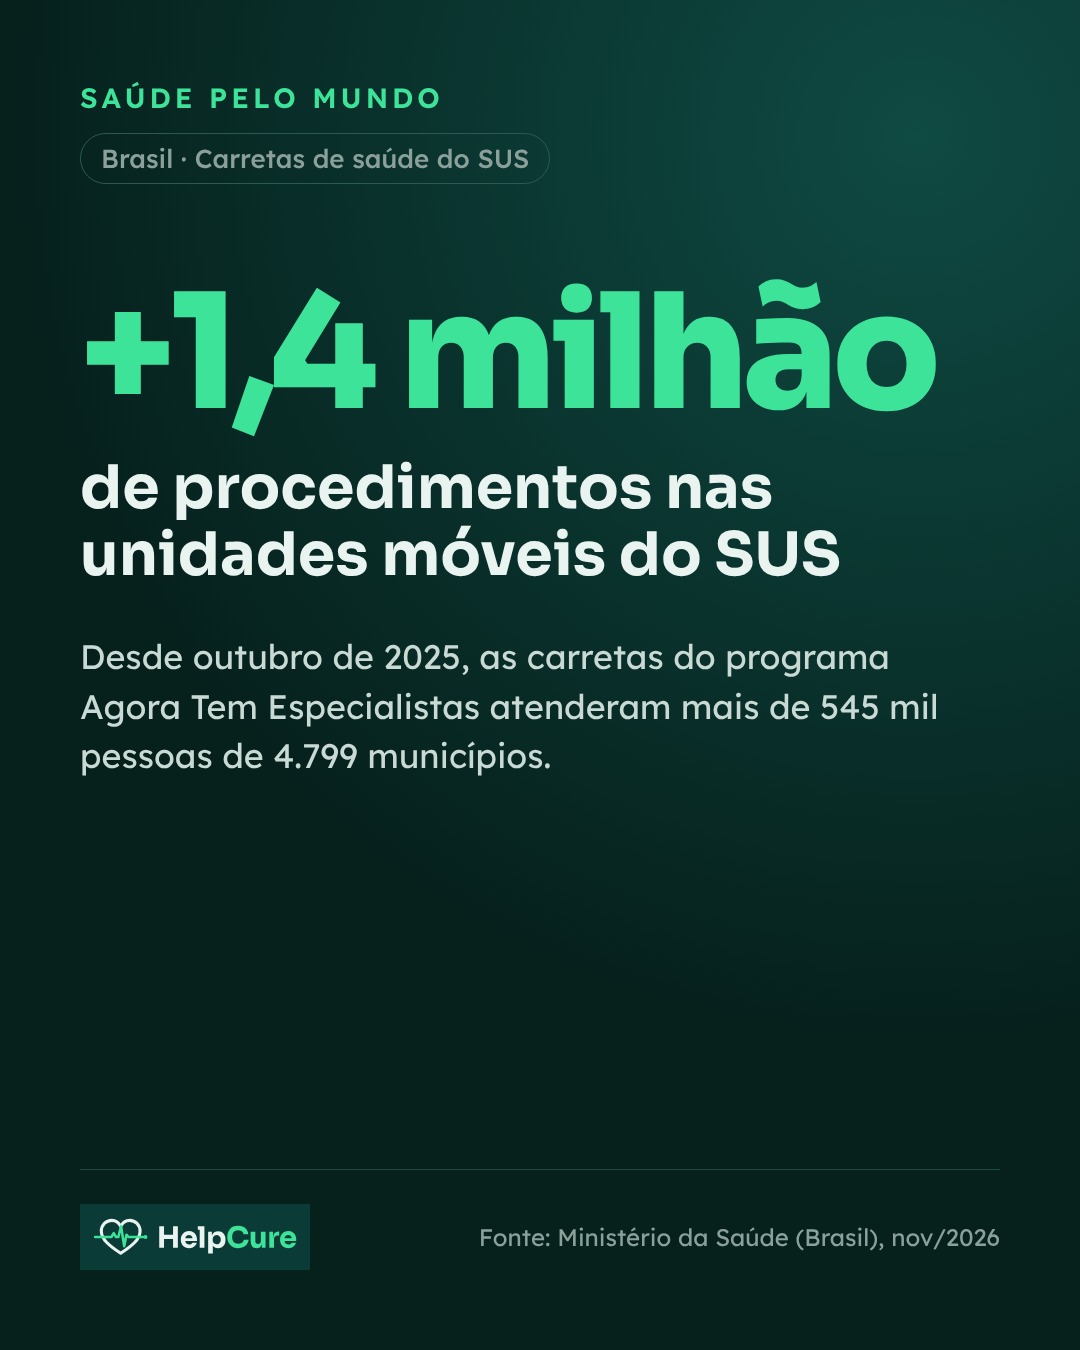 SAÚDE PELO MUNDO
Brasil · Carretas de saúde do SUS
+1,4 milhão
de procedimentos nas
unidades móveis do SUS
Desde outubro de 2025, as carretas do programa
Agora Tem Especialistas atenderam mais de 545 mil
pessoas de 4.799 municípios.
HelpCure
Fonte: Ministério da Saúde (Brasil), nov/2026